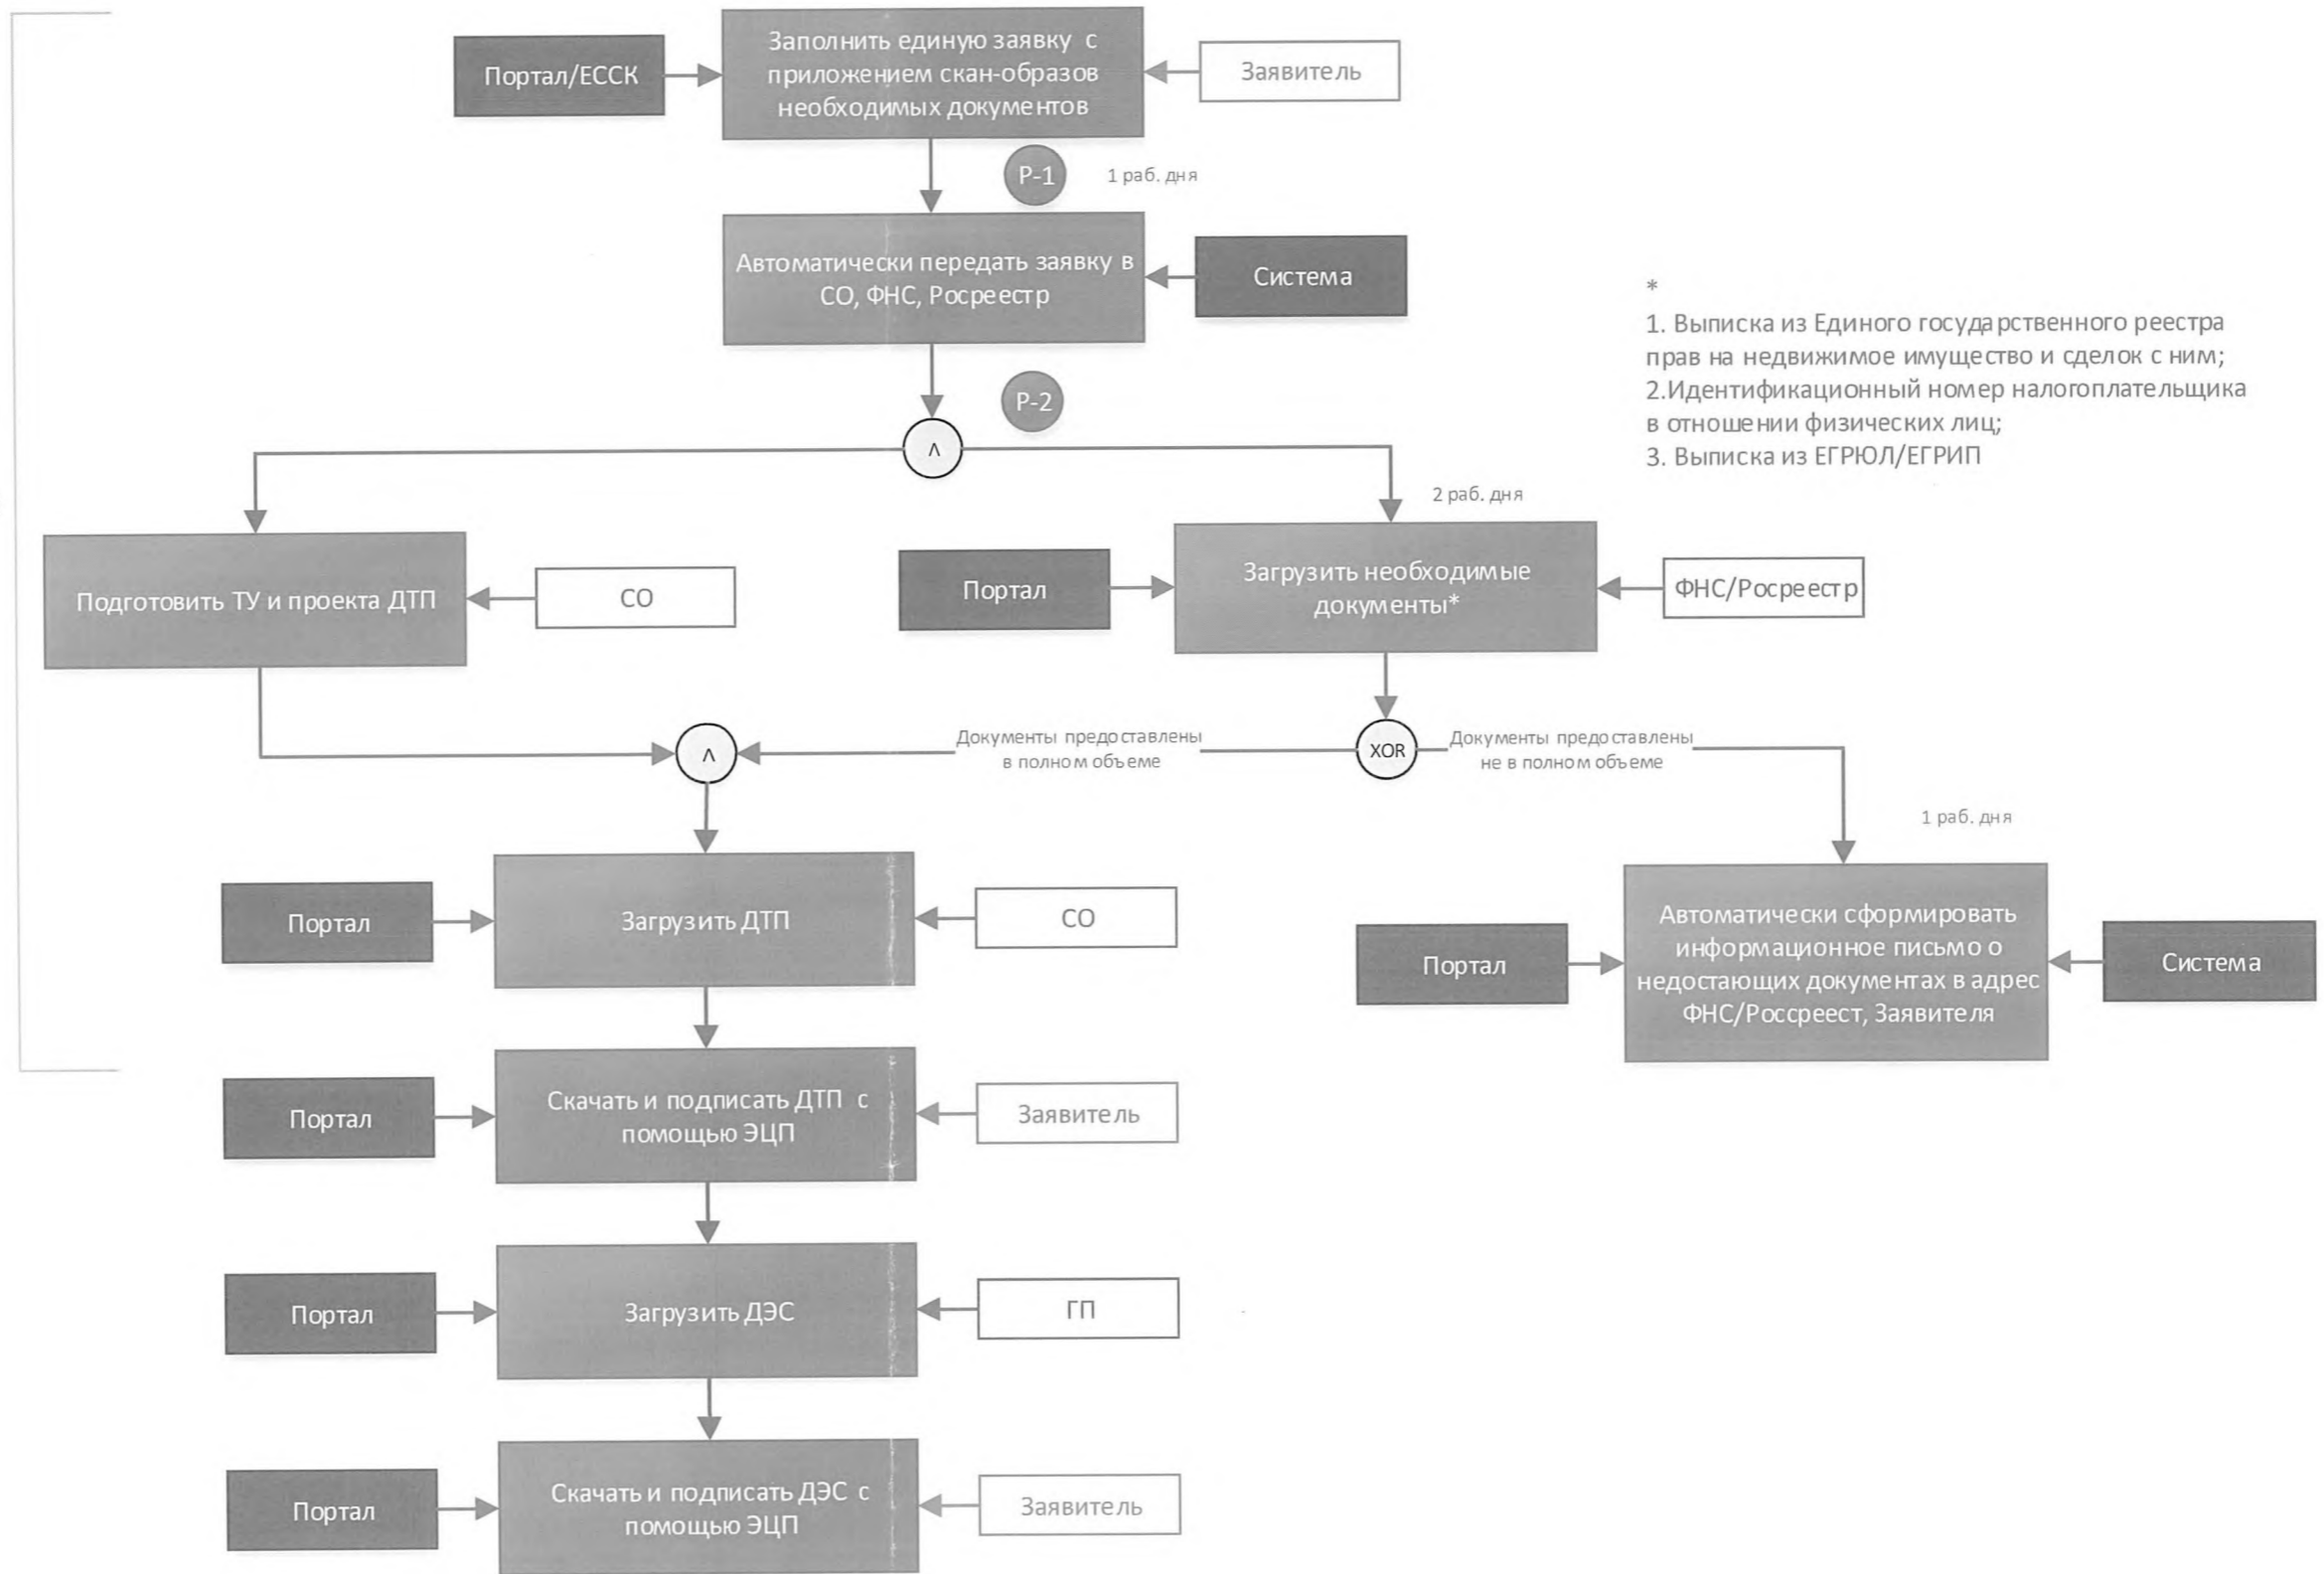 Портал/ЕССК
Заполнить единую заявку с
приложением скан-образов
необходимых документов
Заявитель
Р-1
1 раб. дня
Автоматически передать заявку в
СО, ФНС, Росреестр
Система
*
1. Выписка из Единого государственного реестра
прав на недвижимое имущество и сделок с ним;
2.Идентификационный номер налогоплательщика
в отношении физических лиц;
3. Выписка из ЕГРЮЛ/ЕГРИП
Р-2
Λ
2 раб. дня
Подготовить ТУ и проекта ДТП
СО
Портал
Загрузить необходимые
документы*
ФНС/Росреестр
Λ
Документы предоставлены
в полном объеме
XOR
Документы предоставлены
не в полном объеме
1 раб. дня
Портал
Загрузить ДТП
СО
Портал
Автоматически сформировать
информационное письмо о
недостающих документах в адрес
ФНС/Россреест, Заявителя
Система
Портал
Скачать и подписать ДТП с
помощью ЭЦП
Заявитель
Портал
Загрузить ДЭС
ГП
Портал
Скачать и подписать ДЭС с
помощью ЭЦП
Заявитель